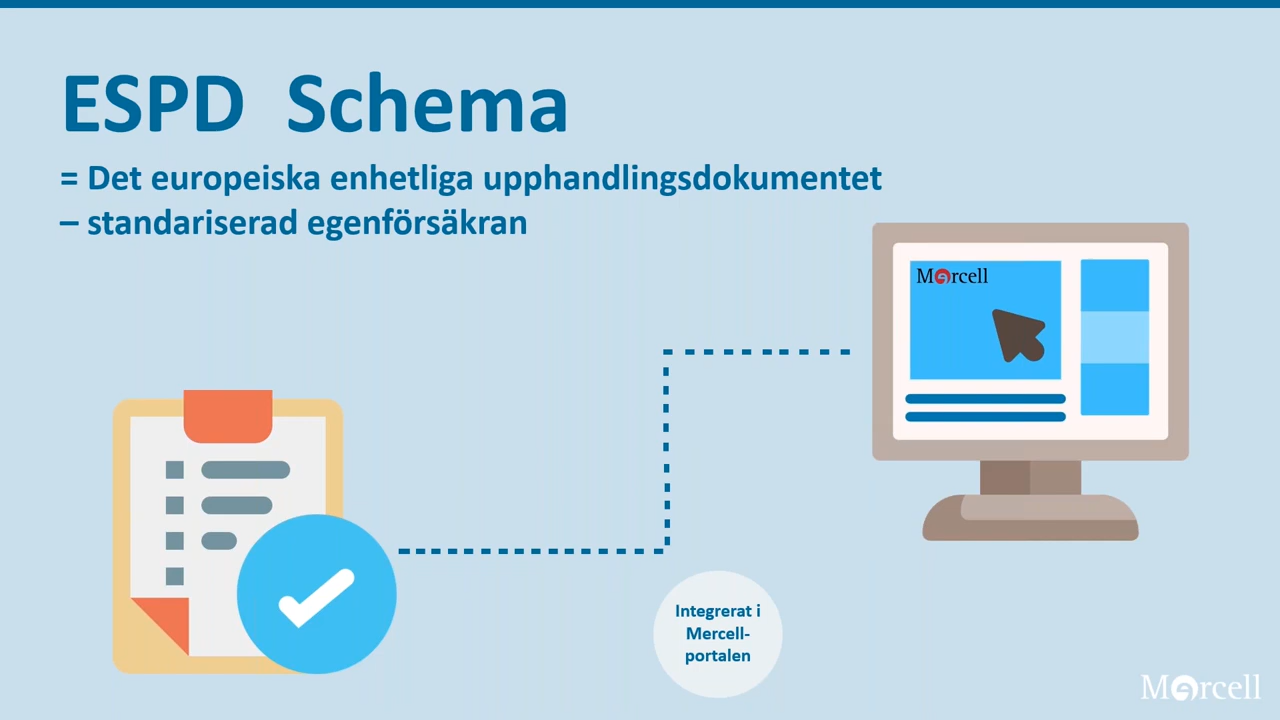 ESPD Schema
= Det europeiska enhetliga upphandlingsdokumentet
– standariserad egenförsäkran
Mercell
Integrerat i
Mercell-
portalen
Mercell